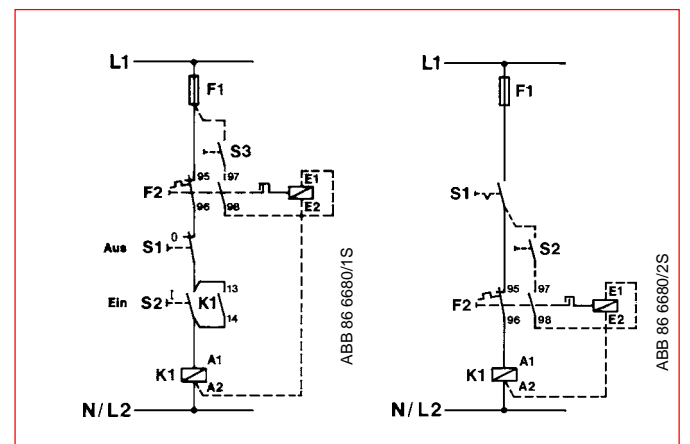 L1
F1
S3
95 97
F2
96 98
E1
E2
0
Aus S1
I
Ein S2 K1
13
14
A1
K1
A2
N/L2
ABB 86 6680/1S
L1
F1
S1
S2
95 97
F2
96 98
E1
E2
A1
K1
A2
N/L2
ABB 86 6680/2S